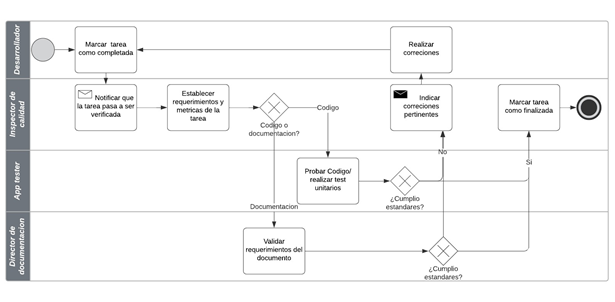 Desarrollador
Marcar tarea
como completada
Realizar
correciones
Inspector de
calidad
Notificar que
la tarea pasa a ser
verificada
Establecer
requerimientos y
metricas de la
tarea
Codigo o
documentacion?
Codigo
Indicar
correciones
pertinentes
Marcar tarea
como finalizada
No
Si
App tester
Probar Codigo/
realizar test
unitarios
¿Cumplio
estandares?
Documentacion
Director de
documentacion
Validar
requerimientos del
documento
¿Cumplio
estandares?